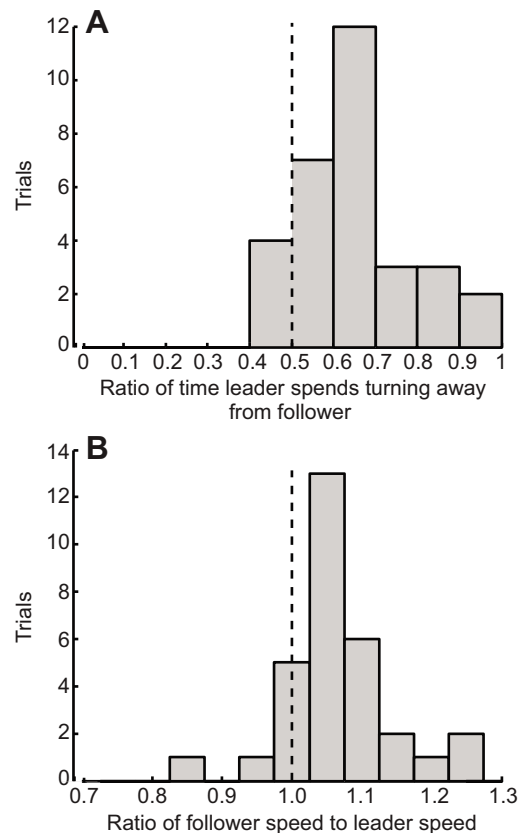 A
12
10
8
6
4
2
0
Trials
0 0.1 0.2 0.3 0.4 0.5 0.6 0.7 0.8 0.9 1
Ratio of time leader spends turning away
from follower
B
14
12
10
8
6
4
2
0
Trials
0.7 0.8 0.9 1.0 1.1 1.2 1.3
Ratio of follower speed to leader speed